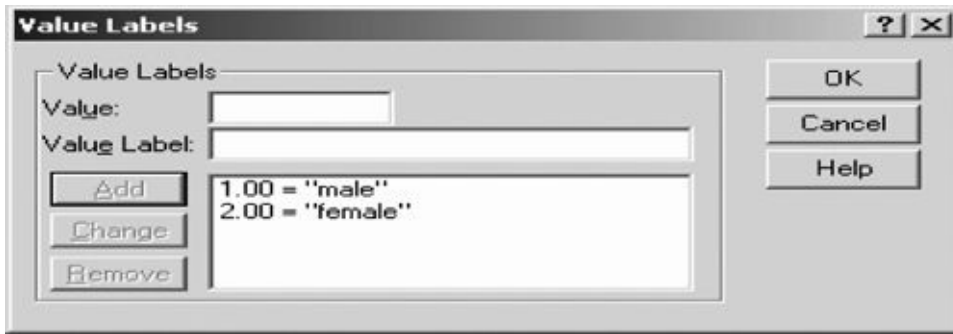 Value Labels
? ×
Value Labels
Value:
Value Label:
Add
Change
Remove
1.00 = "male"
2.00 = "female"
OK
Cancel
Help